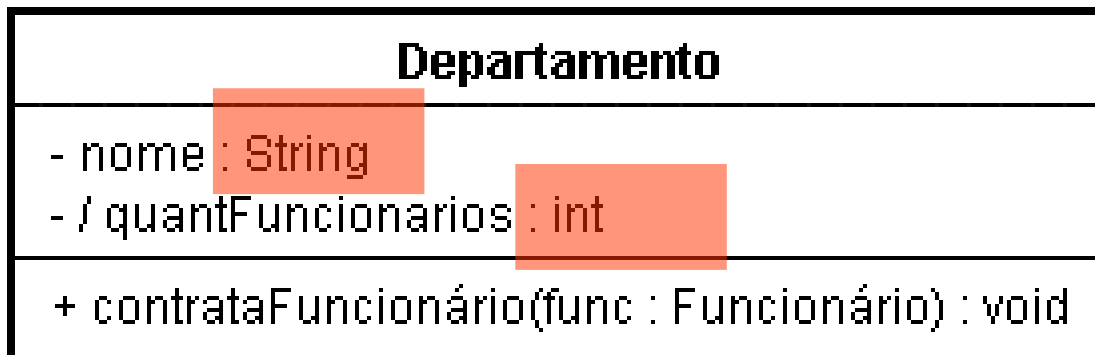 Departamento
- nome : String
- / quantFuncionarios : int
+ contrataFuncionário(func : Funcionário) : void